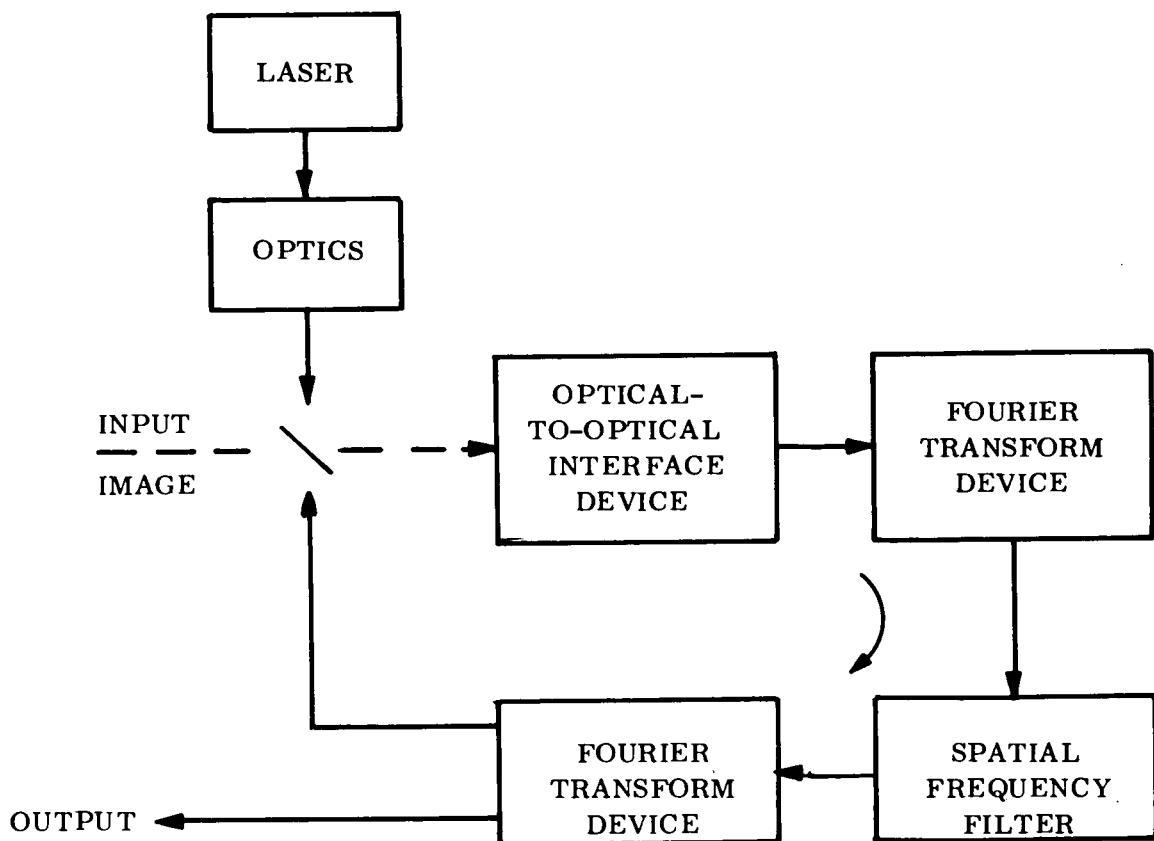 LASER
OPTICS
INPUT
IMAGE
OPTICAL-
TO-OPTICAL
INTERFACE
DEVICE
FOURIER
TRANSFORM
DEVICE
SPATIAL
FREQUENCY
FILTER
FOURIER
TRANSFORM
DEVICE
OUTPUT